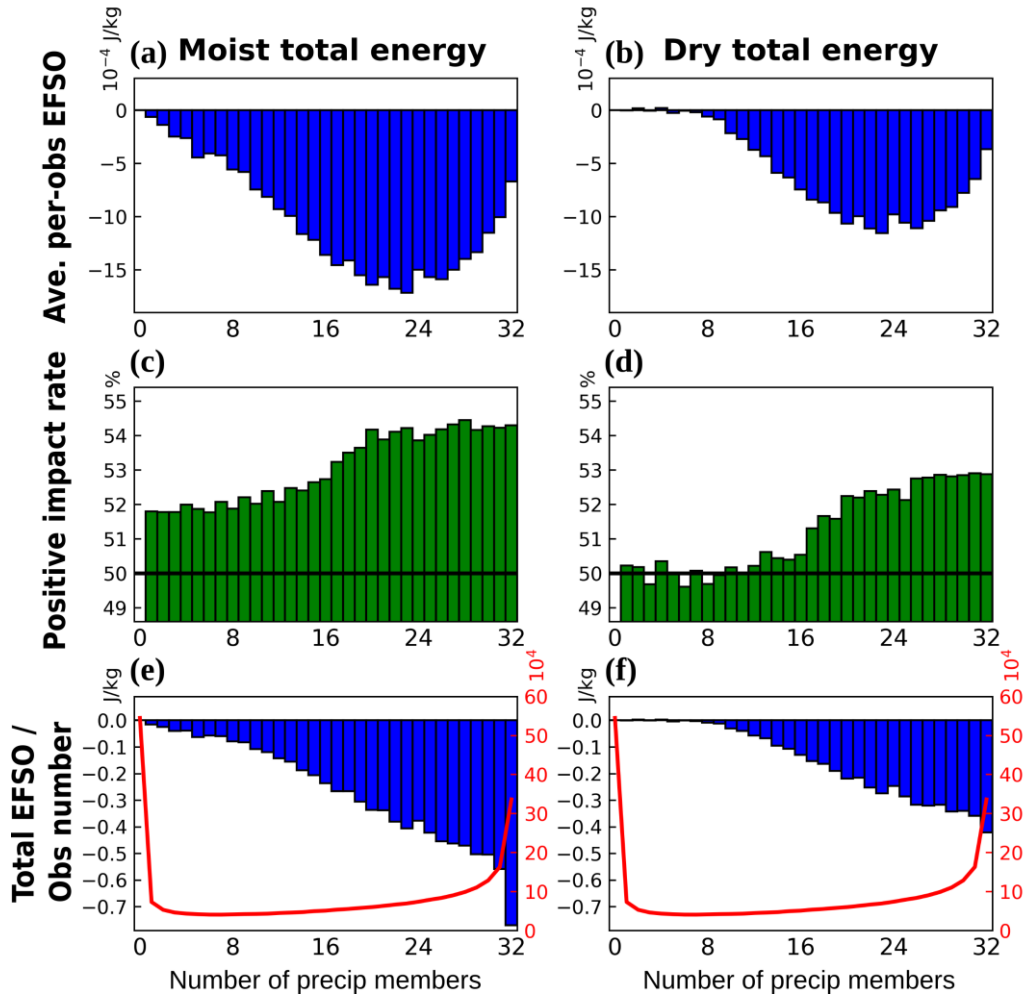 (a) Moist total energy
(b) Dry total energy
10⁻⁴ J/kg
10⁻⁴ J/kg
Ave. per-obs EFSO
0
−5
−10
−15
0 8 16 24 32
0
−5
−10
−15
0 8 16 24 32
(c)
(d)
%
%
Positive impact rate
55
54
53
52
51
50
49
0 8 16 24 32
55
54
53
52
51
50
49
0 8 16 24 32
(e)
(f)
J/kg
10⁴
J/kg
10⁴
Total EFSO /
Obs number
0.0
−0.1
−0.2
−0.3
−0.4
−0.5
−0.6
−0.7
60
50
40
30
20
10
0
0 8 16 24 32
Number of precip members
0.0
−0.1
−0.2
−0.3
−0.4
−0.5
−0.6
−0.7
60
50
40
30
20
10
0
0 8 16 24 32
Number of precip members